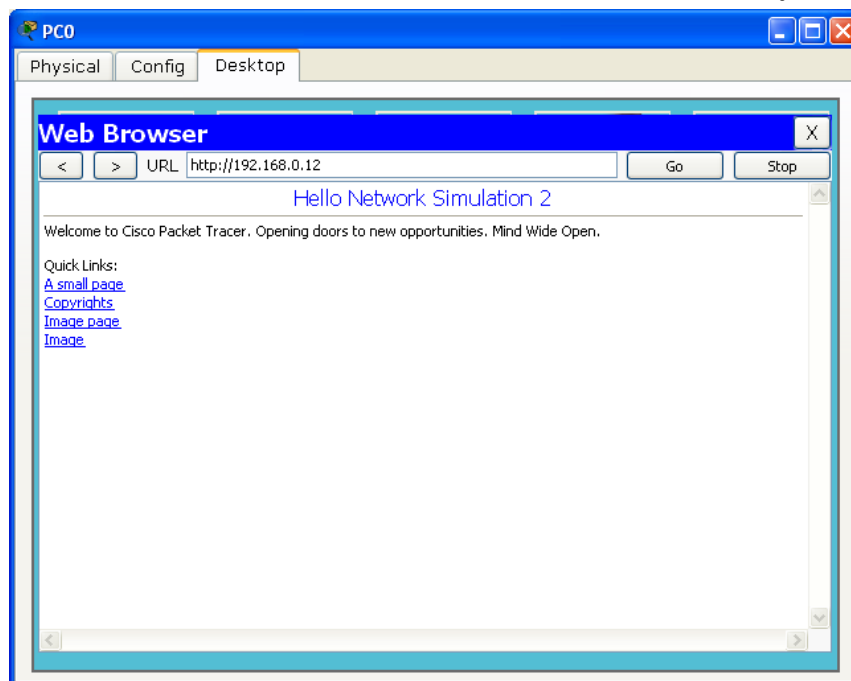 PC0
Physical Config Desktop
Web Browser X
< > URL http://192.168.0.12 Go Stop
Hello Network Simulation 2
Welcome to Cisco Packet Tracer. Opening doors to new opportunities. Mind Wide Open.
Quick Links:
A small page
Copyrights
Image page
Image